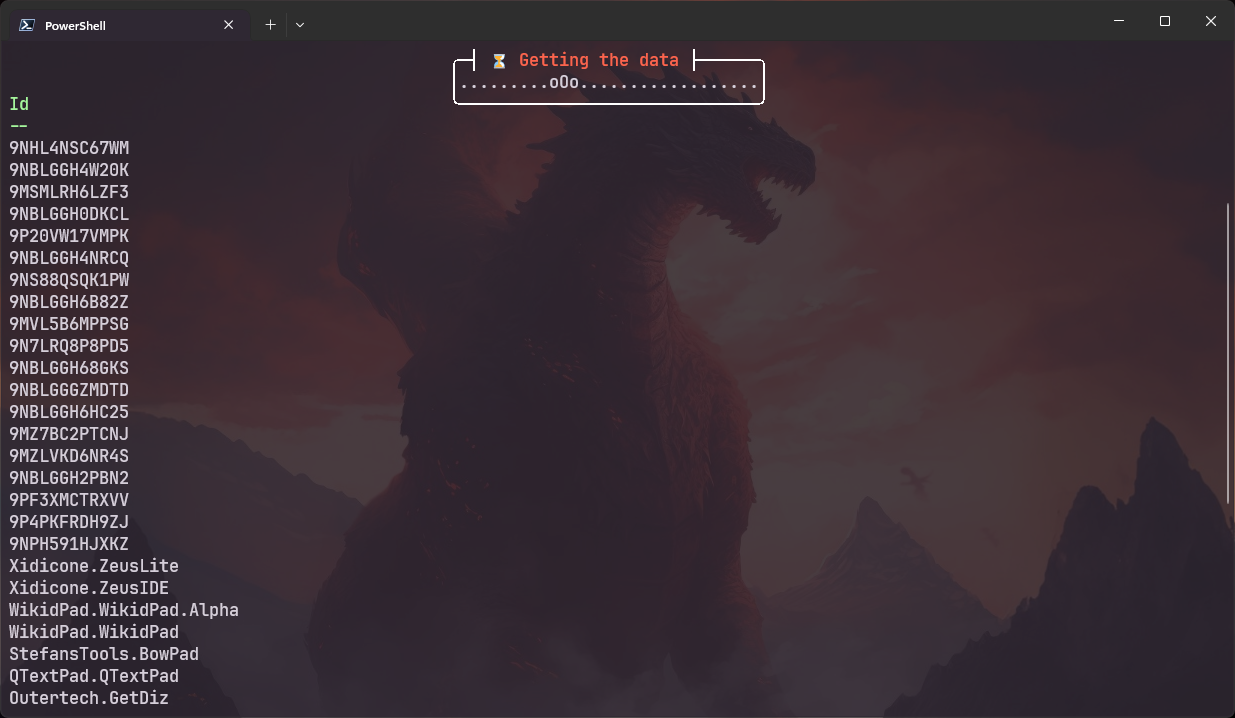 PowerShell
⏳ Getting the data
.........oOo..................
Id
--
9NHL4NSC67WM
9NBLGGH4W20K
9MSMLRH6LZF3
9NBLGGH0DKCL
9P20VW17VMPK
9NBLGGH4NRCQ
9NS88QSQK1PW
9NBLGGH6B82Z
9MVL5B6MPPSG
9N7LRQ8P8PD5
9NBLGGH68GKS
9NBLGGGZMDTD
9NBLGGH6HC25
9MZ7BC2PTCNJ
9MZLVKD6NR4S
9NBLGGH2PBN2
9PF3XMCTRXVV
9P4PKFRDH9ZJ
9NPH591HJXKZ
Xidicone.ZeusLite
Xidicone.ZeusIDE
WikidPad.WikidPad.Alpha
WikidPad.WikidPad
StefansTools.BowPad
QTextPad.QTextPad
Outertech.GetDiz